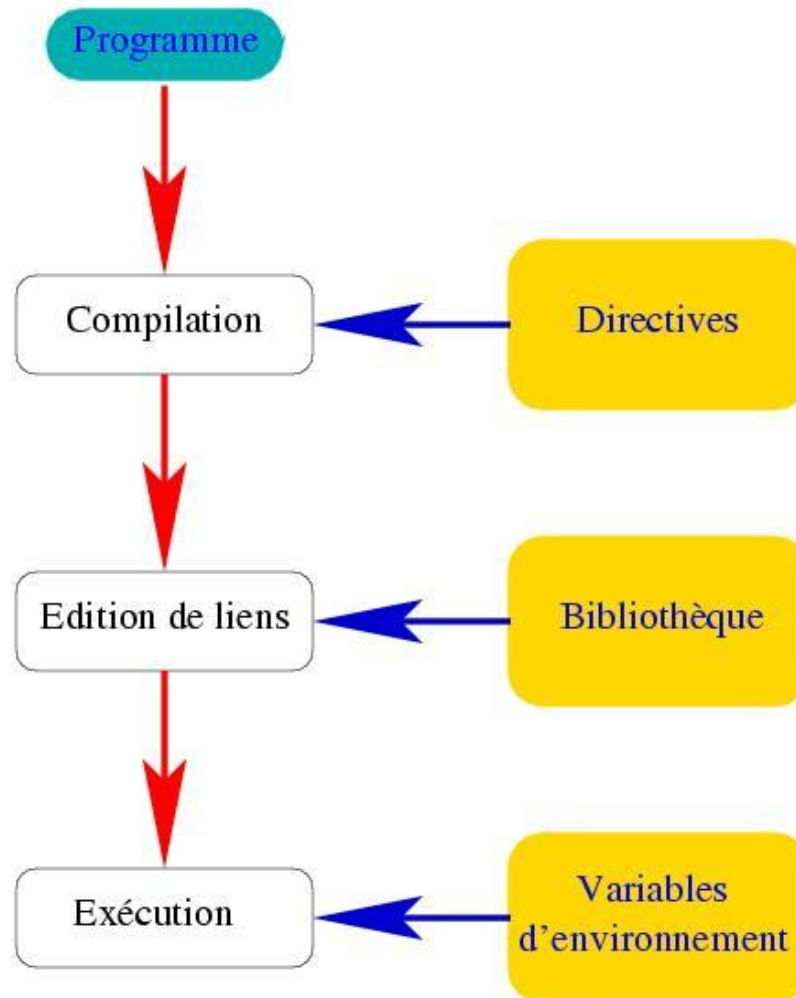 Programme
Compilation
Directives
Edition de liens
Bibliothèque
Exécution
Variables
d'environnement